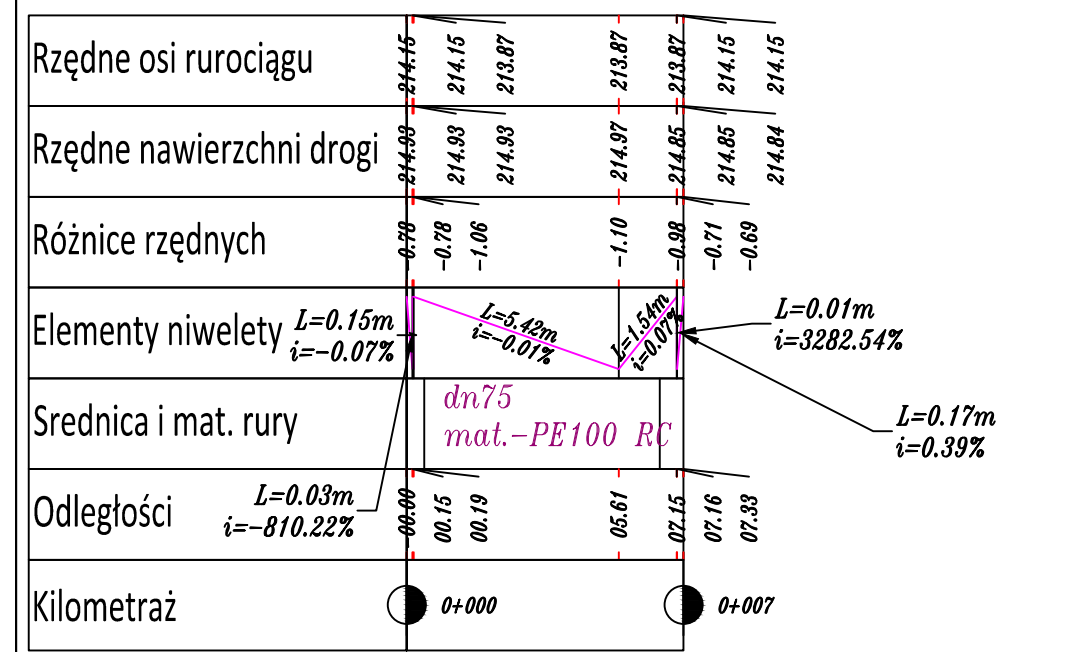 Rzędne osi rurociągu
214.15 214.15 213.87 213.87 213.87 214.15 214.15
Rzędne nawierzchni drogi
214.93 214.93 214.93 214.97 214.85 214.85 214.84
Różnice rzędnych
-0.78 -0.78 -1.06 -1.10 -0.98 -0.71 -0.69
Elementy niwelety
L=0.15m
i=-0.07%
L=5.42m
i=-0.01%
L=1.54m
i=0.07%
L=0.01m
i=3282.54%
L=0.17m
i=0.39%
Srednica i mat. rury
dn75
mat.-PE100 RC
Odległości
L=0.03m
i=-810.22%
00.00 00.15 00.19 05.61 07.15 07.16 07.33
Kilometraż
0+000 0+007